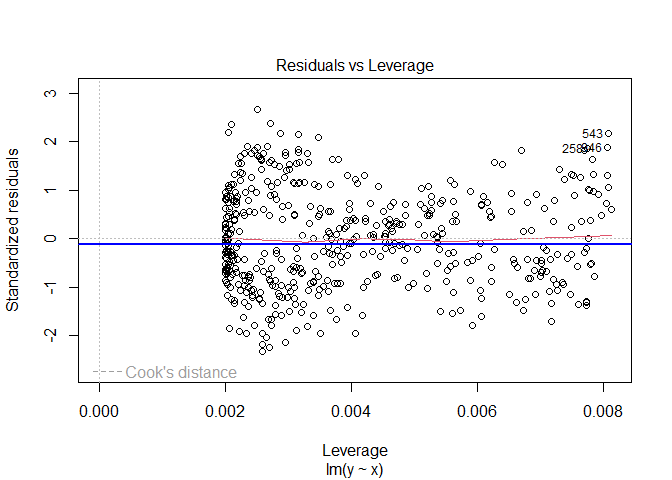 Residuals vs Leverage
Standardized residuals
3
2
1
0
-1
-2
543
258 846
Cook's distance
0.000 0.002 0.004 0.006 0.008
Leverage
lm(y ~ x)